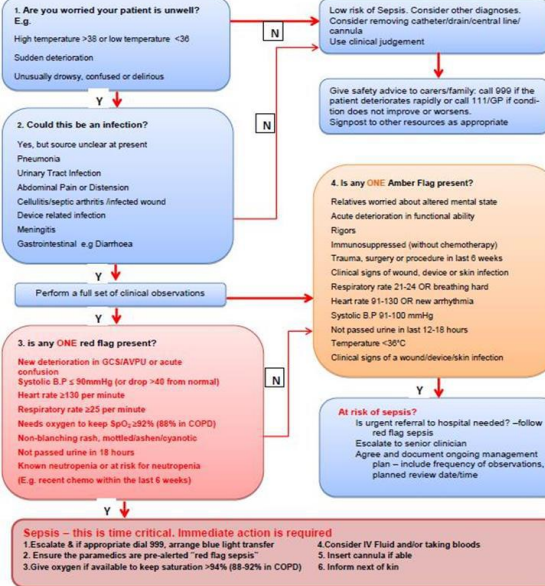 1. Are you worried your patient is unwell?
E.g.
High temperature >38 or low temperature <36
Sudden deterioration
Unusually drowsy, confused or delirious
N
Low risk of Sepsis. Consider other diagnoses.
Consider removing catheter/drain/central line/
cannula
Use clinical judgement
Give safety advice to carers/family: call 999 if the
patient deteriorates rapidly or call 111/GP if condi-
tion does not improve or worsens.
Signpost to other resources as appropriate
Y
2. Could this be an infection?
Yes, but source unclear at present
Pneumonia
Urinary Tract Infection
Abdominal Pain or Distension
Cellulitis/septic arthritis /infected wound
Device related infection
Meningitis
Gastrointestinal e.g Diarrhoea
N
Y
Perform a full set of clinical observations
Y
3. is any ONE red flag present?
New deterioration in GCS/AVPU or acute
confusion
Systolic B.P ≤ 90mmHg (or drop >40 from normal)
Heart rate ≥130 per minute
Respiratory rate ≥25 per minute
Needs oxygen to keep SpO₂ ≥92% (88% in COPD)
Non-blanching rash, mottled/ashen/cyanotic
Not passed urine in 18 hours
Known neutropenia or at risk for neutropenia
(E.g. recent chemo within the last 6 weeks)
N
4. Is any ONE Amber Flag present?
Relatives worried about altered mental state
Acute deterioration in functional ability
Rigors
Immunosuppressed (without chemotherapy)
Trauma, surgery or procedure in last 6 weeks
Clinical signs of wound, device or skin infection
Respiratory rate 21-24 OR breathing hard
Heart rate 91-130 OR new arrhythmia
Systolic B.P 91-100 mmHg
Not passed urine in last 12-18 hours
Temperature <36°C
Clinical signs of a wound/device/skin infection
Y
At risk of sepsis?
Is urgent referral to hospital needed? –follow
red flag sepsis
Escalate to senior clinician
Agree and document ongoing management
plan – include frequency of observations,
planned review date/time
Y
Sepsis – this is time critical. Immediate action is required
1.Escalate & if appropriate dial 999, arrange blue light transfer
2. Ensure the paramedics are pre-alerted "red flag sepsis"
3.Give oxygen if available to keep saturation >94% (88-92% in COPD)
4.Consider IV Fluid and/or taking bloods
5. Insert cannula if able
6. Inform next of kin